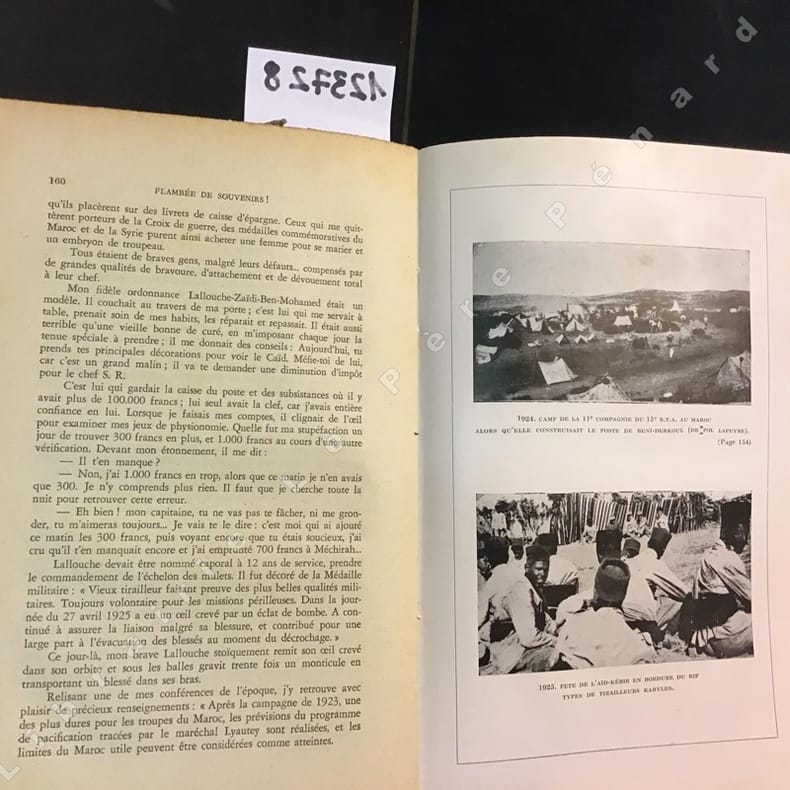 123728
160
FLAMBÉE DE SOUVENIRS !
qu'ils placèrent sur des livrets de caisse d'épargne. Ceux qui me quit-
tèrent porteurs de la Croix de guerre, des médailles commémoratives du
Maroc et de la Syrie purent ainsi acheter une femme pour se marier et
un embryon de troupeau.
Tous étaient de braves gens, malgré leurs défauts... compensés par
de grandes qualités de bravoure, d'attachement et de dévouement total
à leur chef.
Mon fidèle ordonnance Lallouche-Zaïdi-Ben-Mohamed était un
modèle. Il couchait au travers de ma porte ; c'est lui qui me servait à
table, prenait soin de mes habits, les réparait et repassait. Il était aussi
terrible qu'une vieille bonne de curé, en m'imposant chaque jour la
tenue spéciale à prendre ; il me donnait des conseils : Aujourd'hui, tu
prends tes principales décorations pour voir le Caïd. Méfie-toi de lui,
car c'est un grand malin ; il va te demander une diminution d'impôt
pour le chef S. R.
C'est lui qui gardait la caisse du poste et des subsistances où il y
avait plus de 100.000 francs ; lui seul avait la clef, car j'avais entière
confiance en lui. Lorsque je faisais mes comptes, il clignait de l'œil
pour examiner mes jeux de physionomie. Quelle fut ma stupéfaction un
jour de trouver 300 francs en plus, et 1.000 francs au cours d'une autre
vérification. Devant mon étonnement, il me dit :
— Il t'en manque ?
— Non, j'ai 1.000 francs en trop, alors que ce matin je n'en avais
que 300. Je n'y comprends plus rien. Il faut que je cherche toute la
nuit pour retrouver cette erreur.
— Eh bien ! mon capitaine, tu ne vas pas te fâcher, ni me gron-
der, tu m'aimeras toujours... Je vais te le dire : c'est moi qui ai ajouté
ce matin les 300 francs, puis voyant encore que tu étais soucieux, j'ai
cru qu'il t'en manquait encore et j'ai emprunté 700 francs à Méchirah...
Lallouche devait être nommé caporal à 12 ans de service, prendre
le commandement de l'échelon des mulets. Il fut décoré de la Médaille
militaire : « Vieux tirailleur faisant preuve des plus belles qualités mili-
taires. Toujours volontaire pour les missions périlleuses. Dans la jour-
née du 27 avril 1925 a eu un œil crevé par un éclat de bombe. A con-
tinué à assurer la liaison malgré sa blessure, et contribué pour une
large part à l'évacuation des blessés au moment du décrochage. »
Ce jour-là, mon brave Lallouche stoïquement remit son œil crevé
dans son orbite et sous les balles gravit trente fois un monticule en
transportant un blessé dans ses bras.
Relisant une de mes conférences de l'époque, j'y retrouve avec
plaisir de précieux renseignements : « Après la campagne de 1923, une
des plus dures pour les troupes du Maroc, les prévisions du programme
de pacification tracées par le maréchal Lyautey sont réalisées, et les
limites du Maroc utile peuvent être considérées comme atteintes.
1924. CAMP DE LA 11e COMPAGNIE DU 15e R.T.A. AU MAROC
ALORS QU'ELLE CONSTRUISAIT LE POSTE DE BENI-DERKOUL (DE PH. LAPEYRE).
(Page 154)
1925. FETE DE L'AID-KÉBIR EN BORDURE DU RIF
TYPES DE TIRAILLEURS KABYLES.
Librairie Le Père Pénard